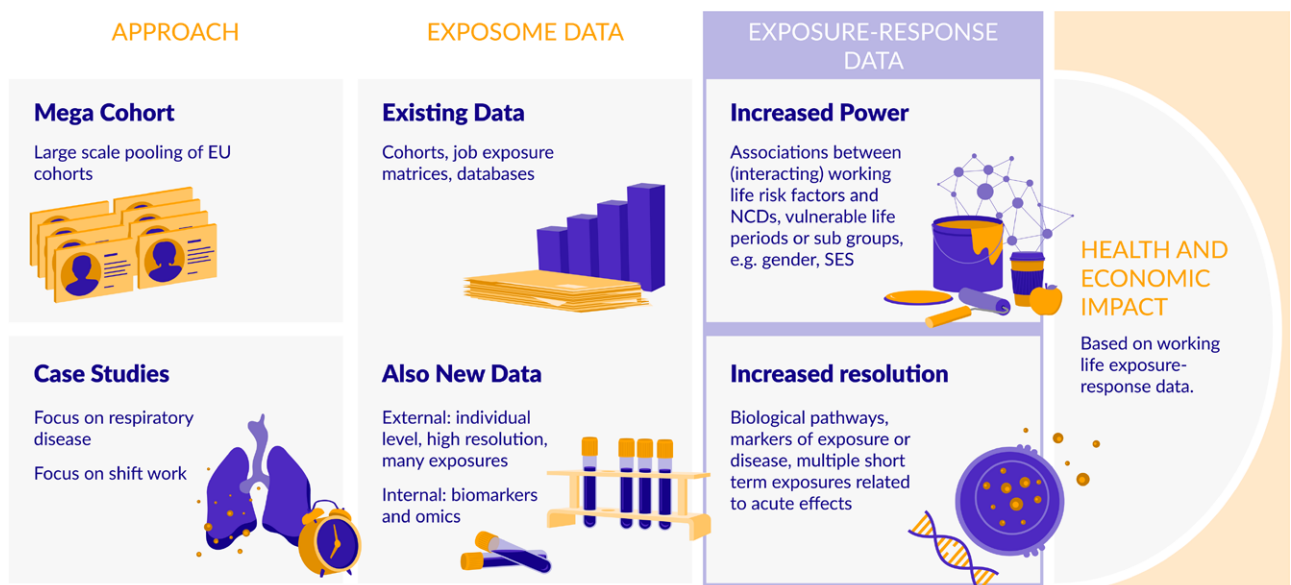 APPROACH
Mega Cohort
Large scale pooling of EU
cohorts
Case Studies
Focus on respiratory
disease
Focus on shift work
EXPOSOME DATA
Existing Data
Cohorts, job exposure
matrices, databases
Also New Data
External: individual
level, high resolution,
many exposures
Internal: biomarkers
and omics
EXPOSURE-RESPONSE
DATA
Increased Power
Associations between
(interacting) working
life risk factors and
NCDs, vulnerable life
periods or sub groups,
e.g. gender, SES
Increased resolution
Biological pathways,
markers of exposure or
disease, multiple short
term exposures related
to acute effects
HEALTH AND
ECONOMIC
IMPACT
Based on working
life exposure-
response data.